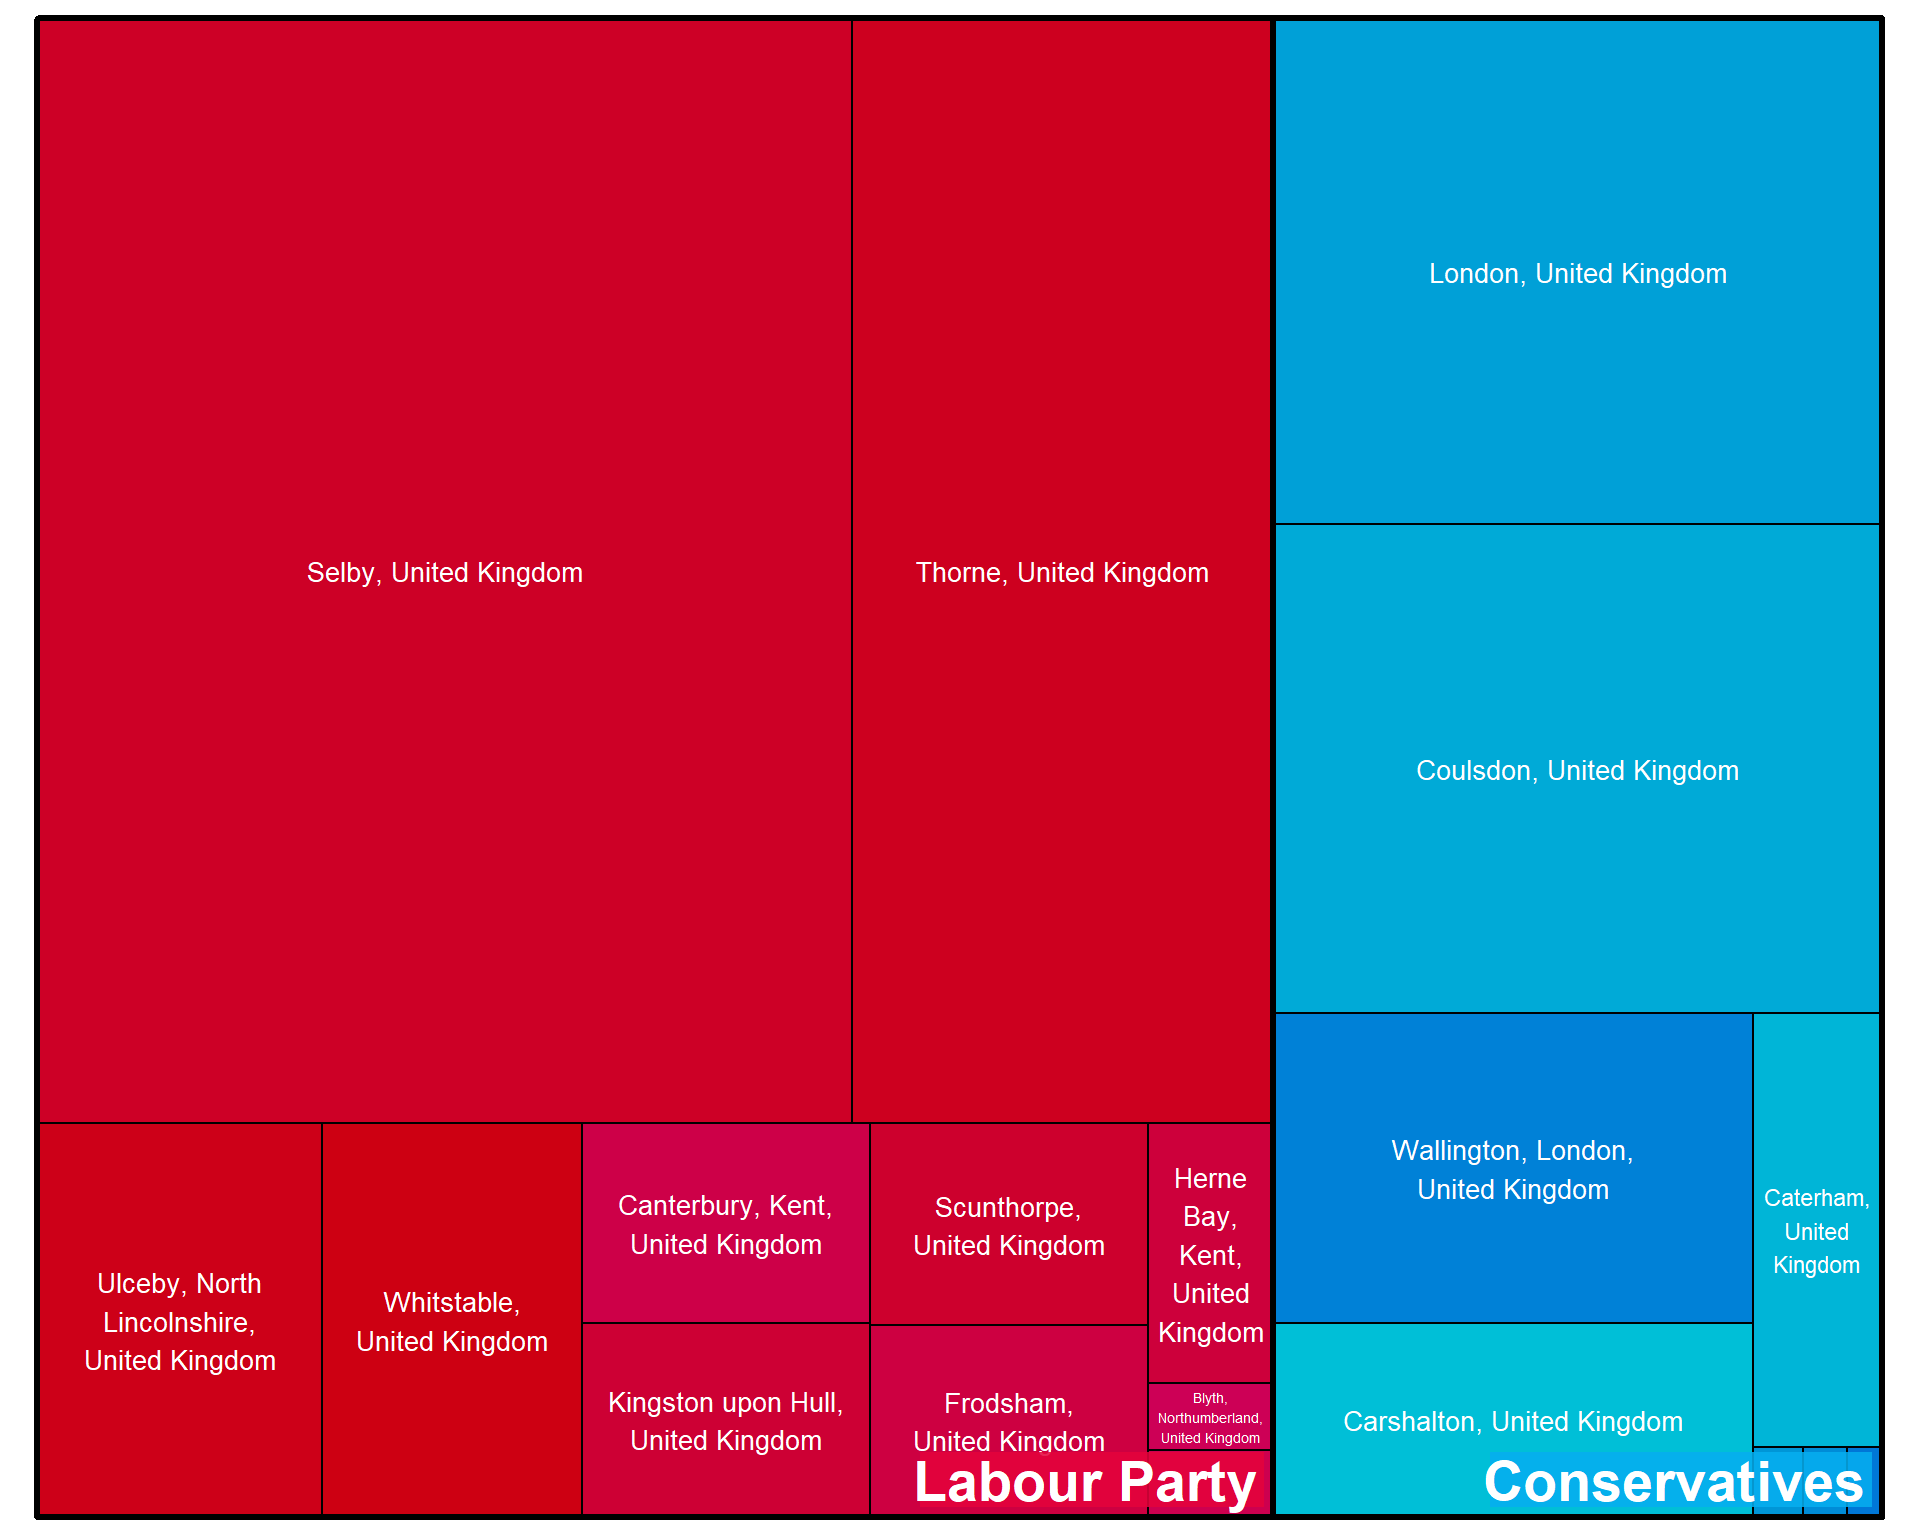 Selby, United Kingdom
Thorne, United Kingdom
Ulceby, North
Lincolnshire,
United Kingdom
Whitstable,
United Kingdom
Canterbury, Kent,
United Kingdom
Kingston upon Hull,
United Kingdom
Scunthorpe,
United Kingdom
Frodsham,
United Kingdom
Herne
Bay,
Kent,
United
Kingdom
Blyth,
Northumberland,
United Kingdom
Labour Party
London, United Kingdom
Coulsdon, United Kingdom
Wallington, London,
United Kingdom
Caterham,
United
Kingdom
Carshalton, United Kingdom
Conservatives